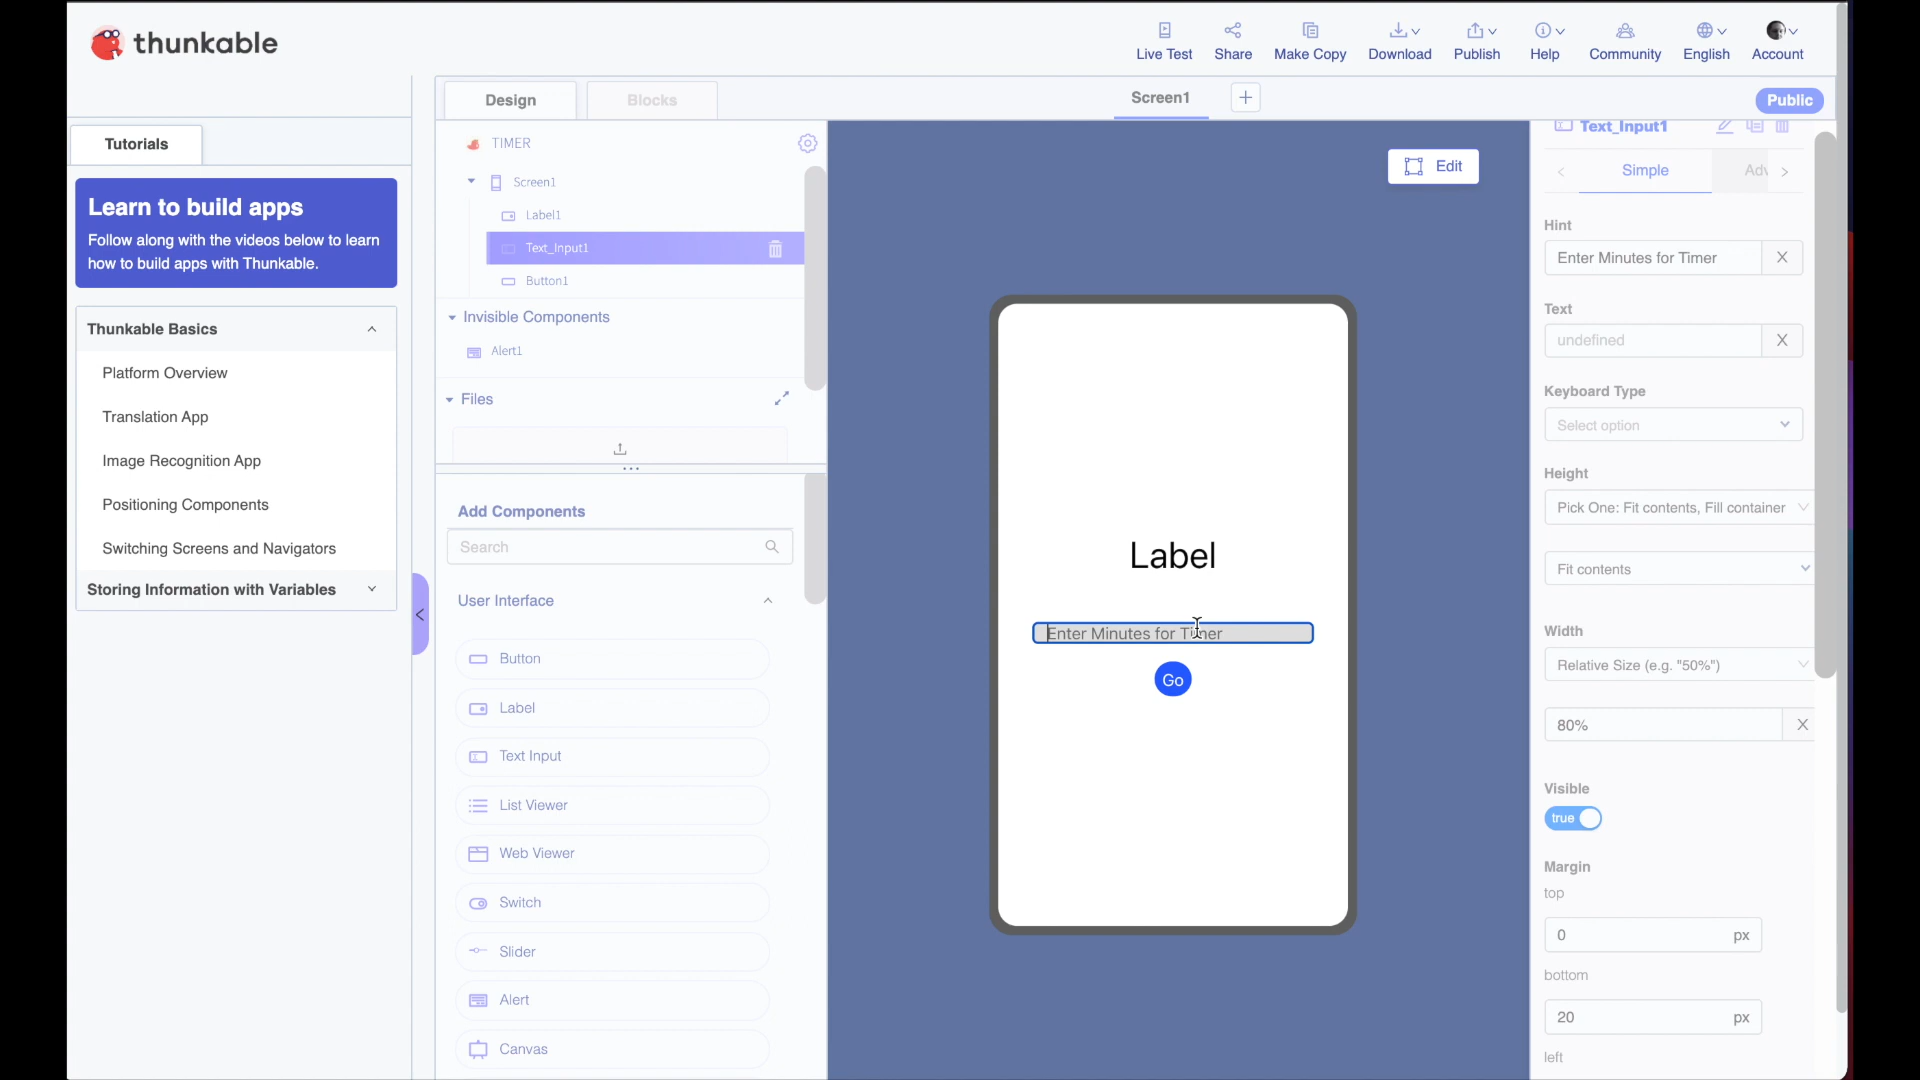 thunkable
Live Test
Share
Make Copy
Download
Publish
Help
Community
English
Account
Design
Blocks
Screen1
Public
Tutorials
Learn to build apps
Follow along with the videos below to learn
how to build apps with Thunkable.
Thunkable Basics
Platform Overview
Translation App
Image Recognition App
Positioning Components
Switching Screens and Navigators
Storing Information with Variables
TIMER
Screen1
Label1
Text_Input1
Button1
Invisible Components
Alert1
Files
Add Components
Search
User Interface
Button
Label
Text Input
List Viewer
Web Viewer
Switch
Slider
Alert
Canvas
Edit
Label
Enter Minutes for Timer
Go
Text_Input1
Simple
Adv
Hint
Enter Minutes for Timer
X
Text
undefined
X
Keyboard Type
Select option
Height
Pick One: Fit contents, Fill container
Fit contents
Width
Relative Size (e.g. "50%")
80%
X
Visible
true
Margin
top
0 px
bottom
20 px
left